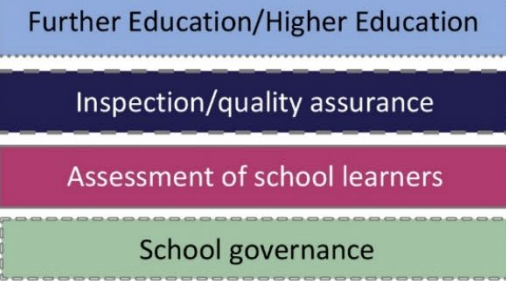 Further Education/Higher Education
Inspection/quality assurance
Assessment of school learners
School governance